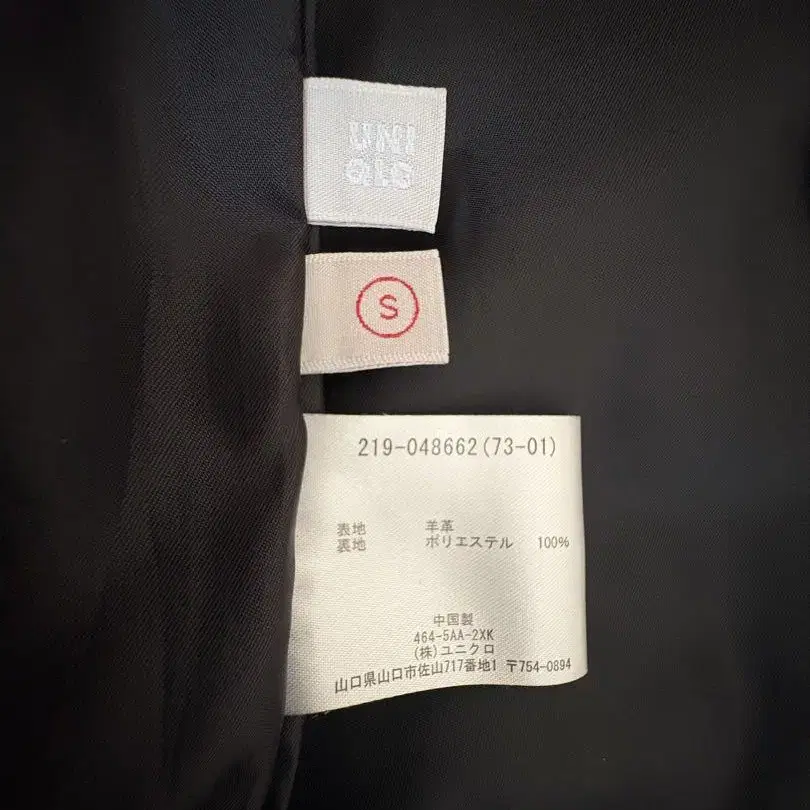 UNI
S
219-048662(73-01)
表地 羊革
裏地 ポリエステル 100%
中国製
464-5AA-2XK
(株)ユニクロ
山口県山口市佐山717番地1 〒754-0894